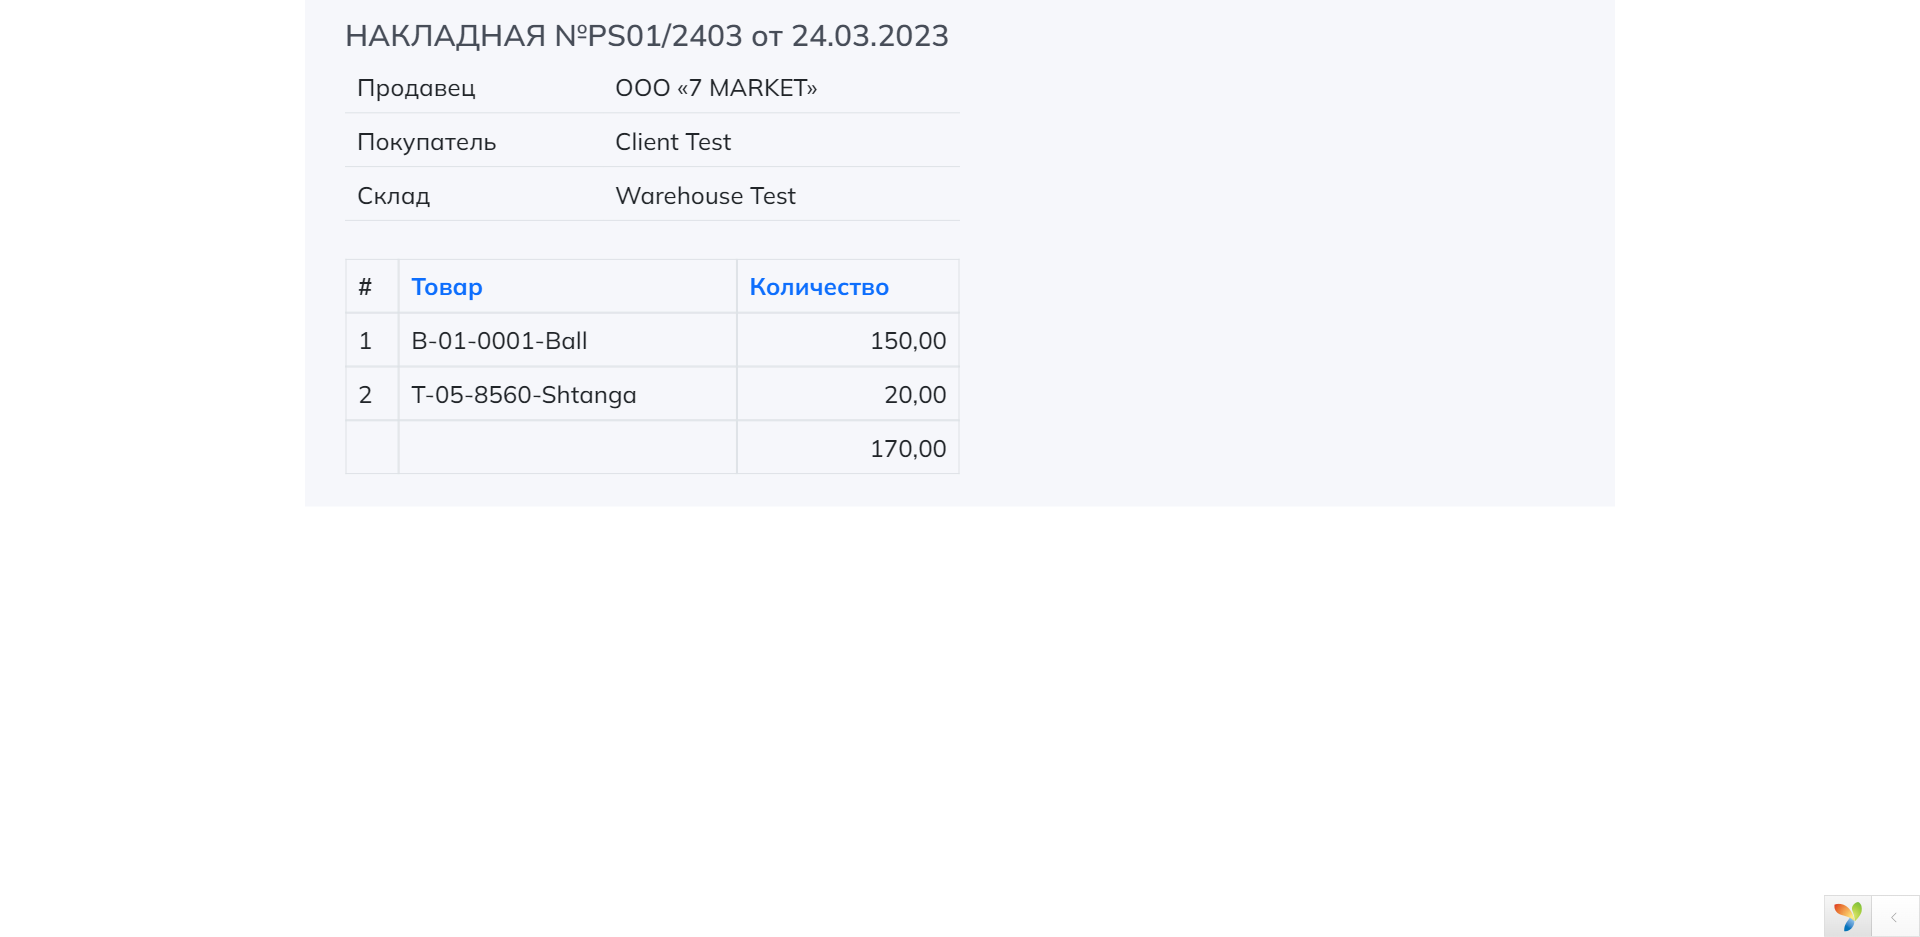 НАКЛАДНАЯ №PS01/2403 от 24.03.2023
Продавец ООО «7 MARKET»
Покупатель Client Test
Склад Warehouse Test
# Товар Количество
1 B-01-0001-Ball 150,00
2 T-05-8560-Shtanga 20,00
170,00